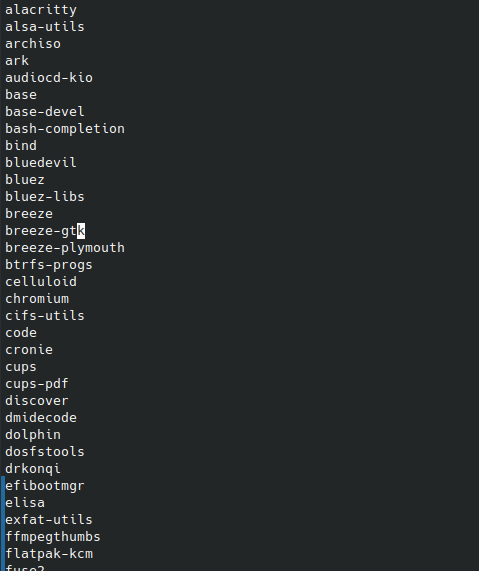 alacritty
alsa-utils
archiso
ark
audiocd-kio
base
base-devel
bash-completion
bind
bluedevil
bluez
bluez-libs
breeze
breeze-gtk
breeze-plymouth
btrfs-progs
celluloid
chromium
cifs-utils
code
cronie
cups
cups-pdf
discover
dmidecode
dolphin
dosfstools
drkonqi
efibootmgr
elisa
exfat-utils
ffmpegthumbs
flatpak-kcm
fuse2